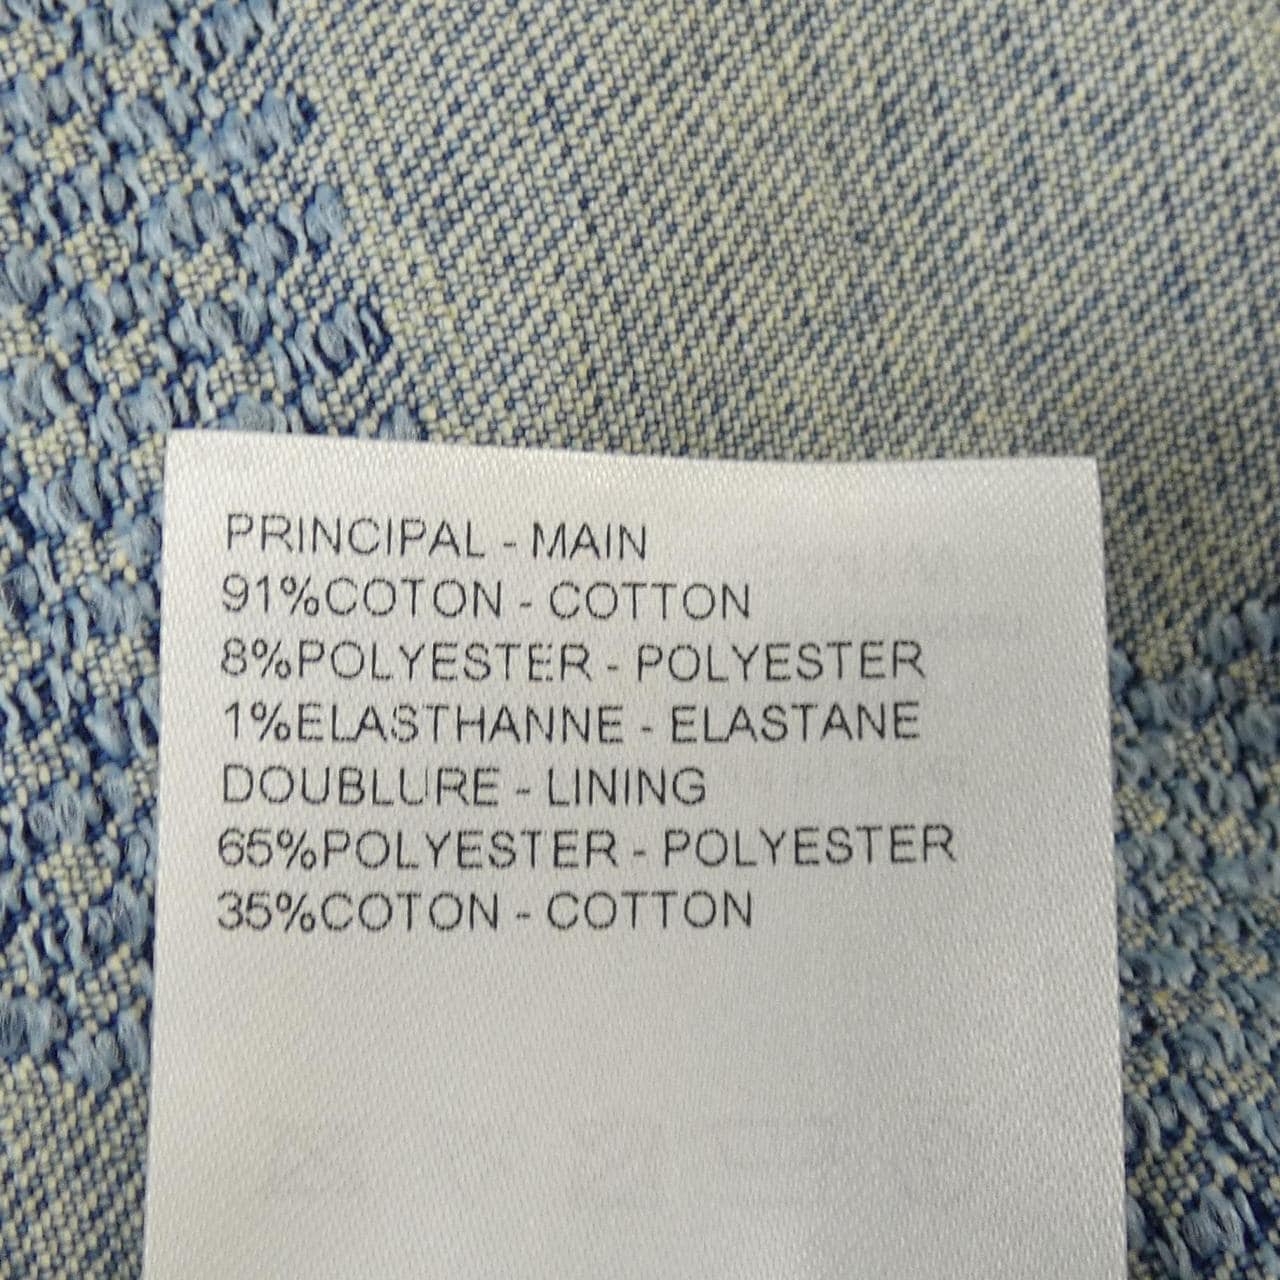 PRINCIPAL - MAIN
91%COTON - COTTON
8%POLYESTER - POLYESTER
1%ELASTHANNE - ELASTANE
DOUBLURE - LINING
65%POLYESTER - POLYESTER
35%COTON - COTTON